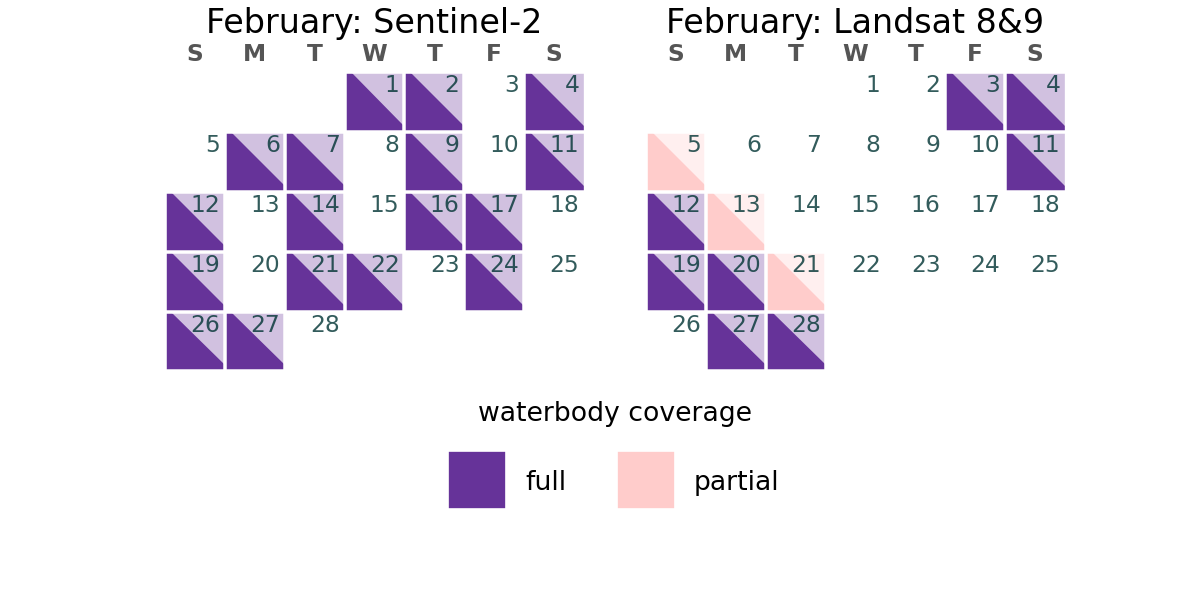 February: Sentinel-2
S M T W T F S
1 2 3 4
5 6 7 8 9 10 11
12 13 14 15 16 17 18
19 20 21 22 23 24 25
26 27 28
February: Landsat 8&9
S M T W T F S
1 2 3 4
5 6 7 8 9 10 11
12 13 14 15 16 17 18
19 20 21 22 23 24 25
26 27 28
waterbody coverage
full partial